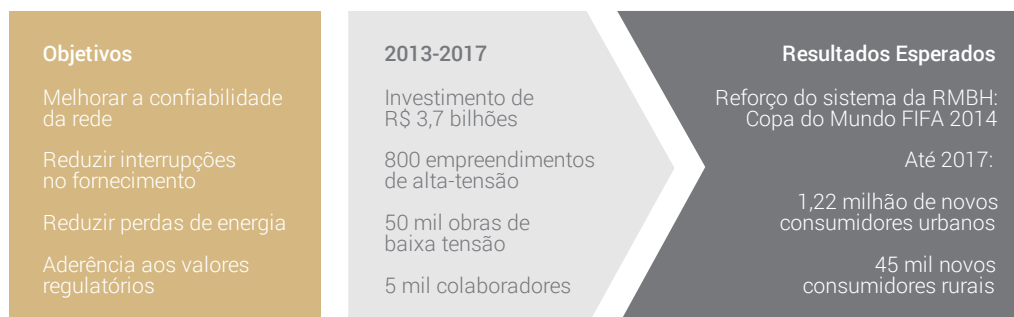 Objetivos
Melhorar a confiabilidade
da rede
Reduzir interrupções
no fornecimento
Reduzir perdas de energia
Aderência aos valores
regulatórios
2013-2017
Investimento de
R$ 3,7 bilhões
800 empreendimentos
de alta-tensão
50 mil obras de
baixa tensão
5 mil colaboradores
Resultados Esperados
Reforço do sistema da RMBH:
Copa do Mundo FIFA 2014
Até 2017:
1,22 milhão de novos
consumidores urbanos
45 mil novos
consumidores rurais